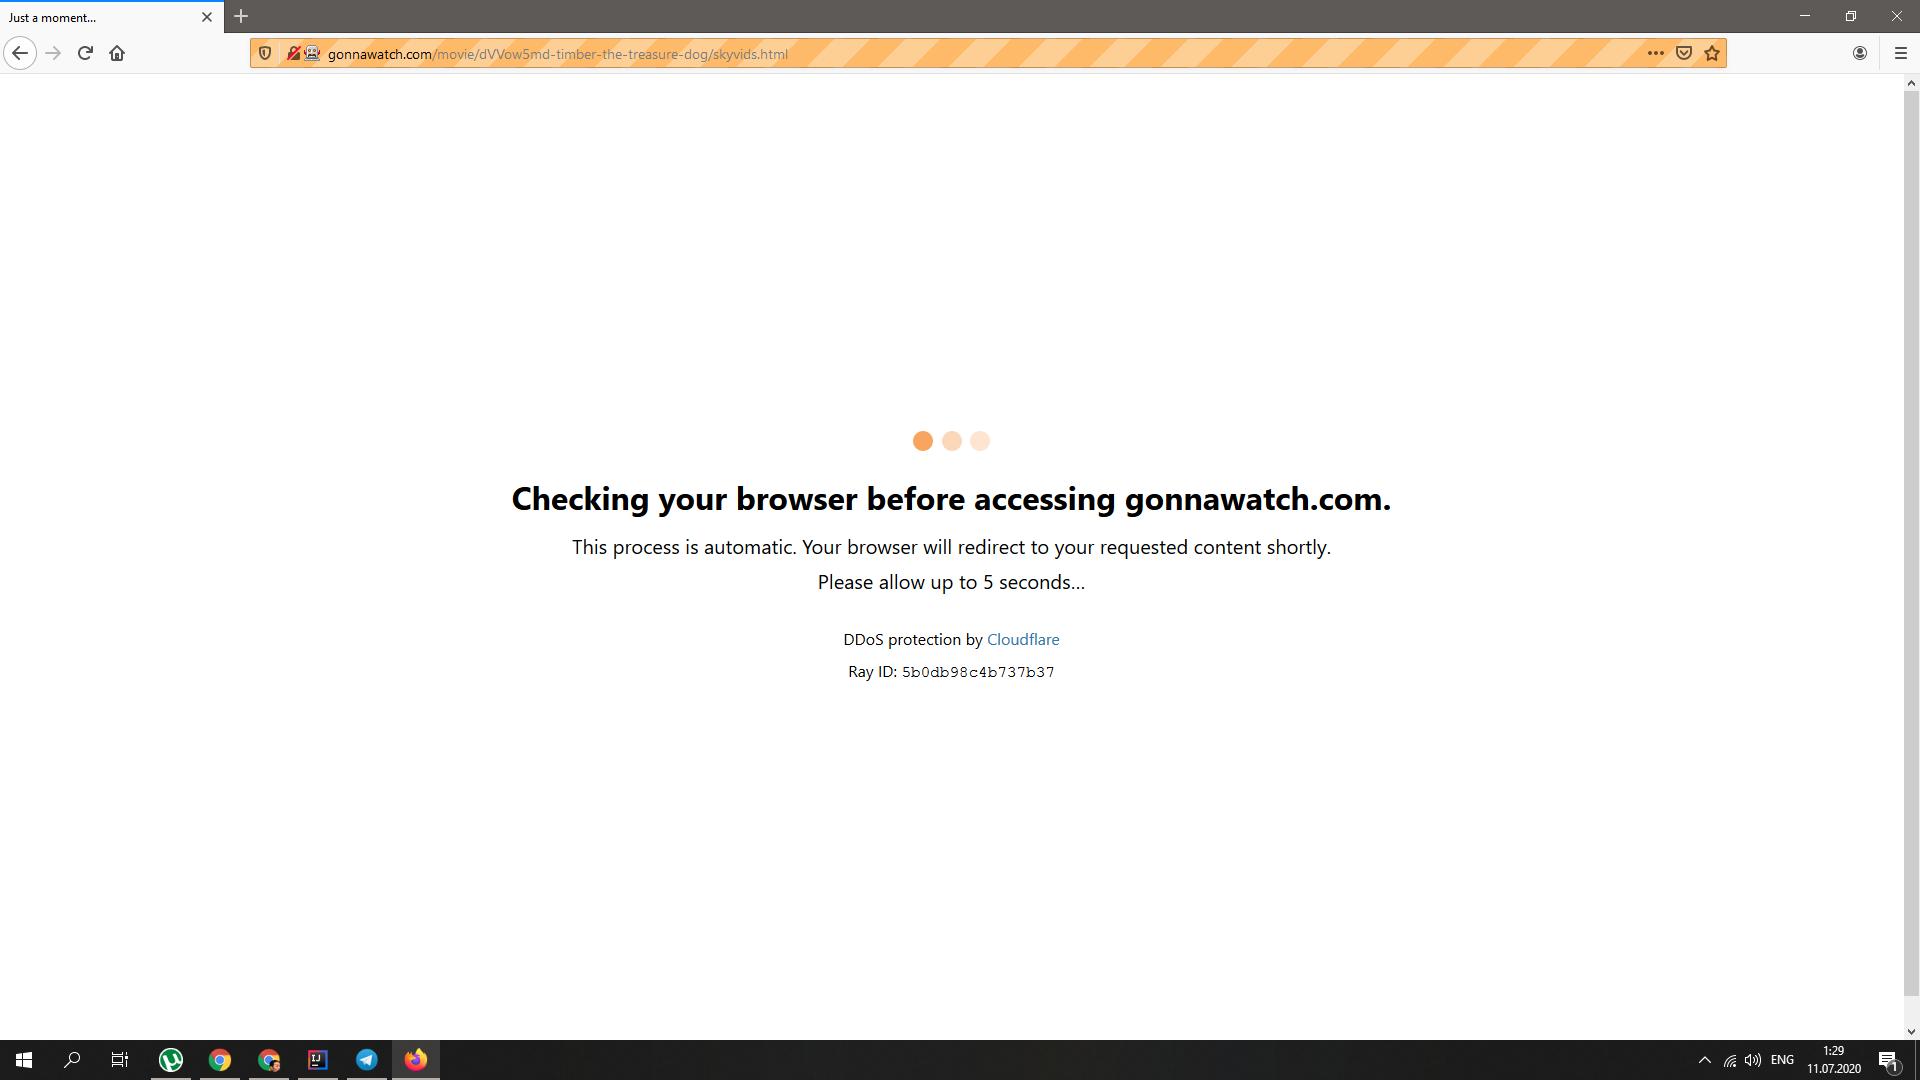 Just a moment...
gonnawatch.com/movie/dVVow5md-timber-the-treasure-dog/skyvids.html
Checking your browser before accessing gonnawatch.com.
This process is automatic. Your browser will redirect to your requested content shortly.
Please allow up to 5 seconds...
DDoS protection by Cloudflare
Ray ID: 5b0db98c4b737b37
IJ
ENG
1:29
11.07.2020
1